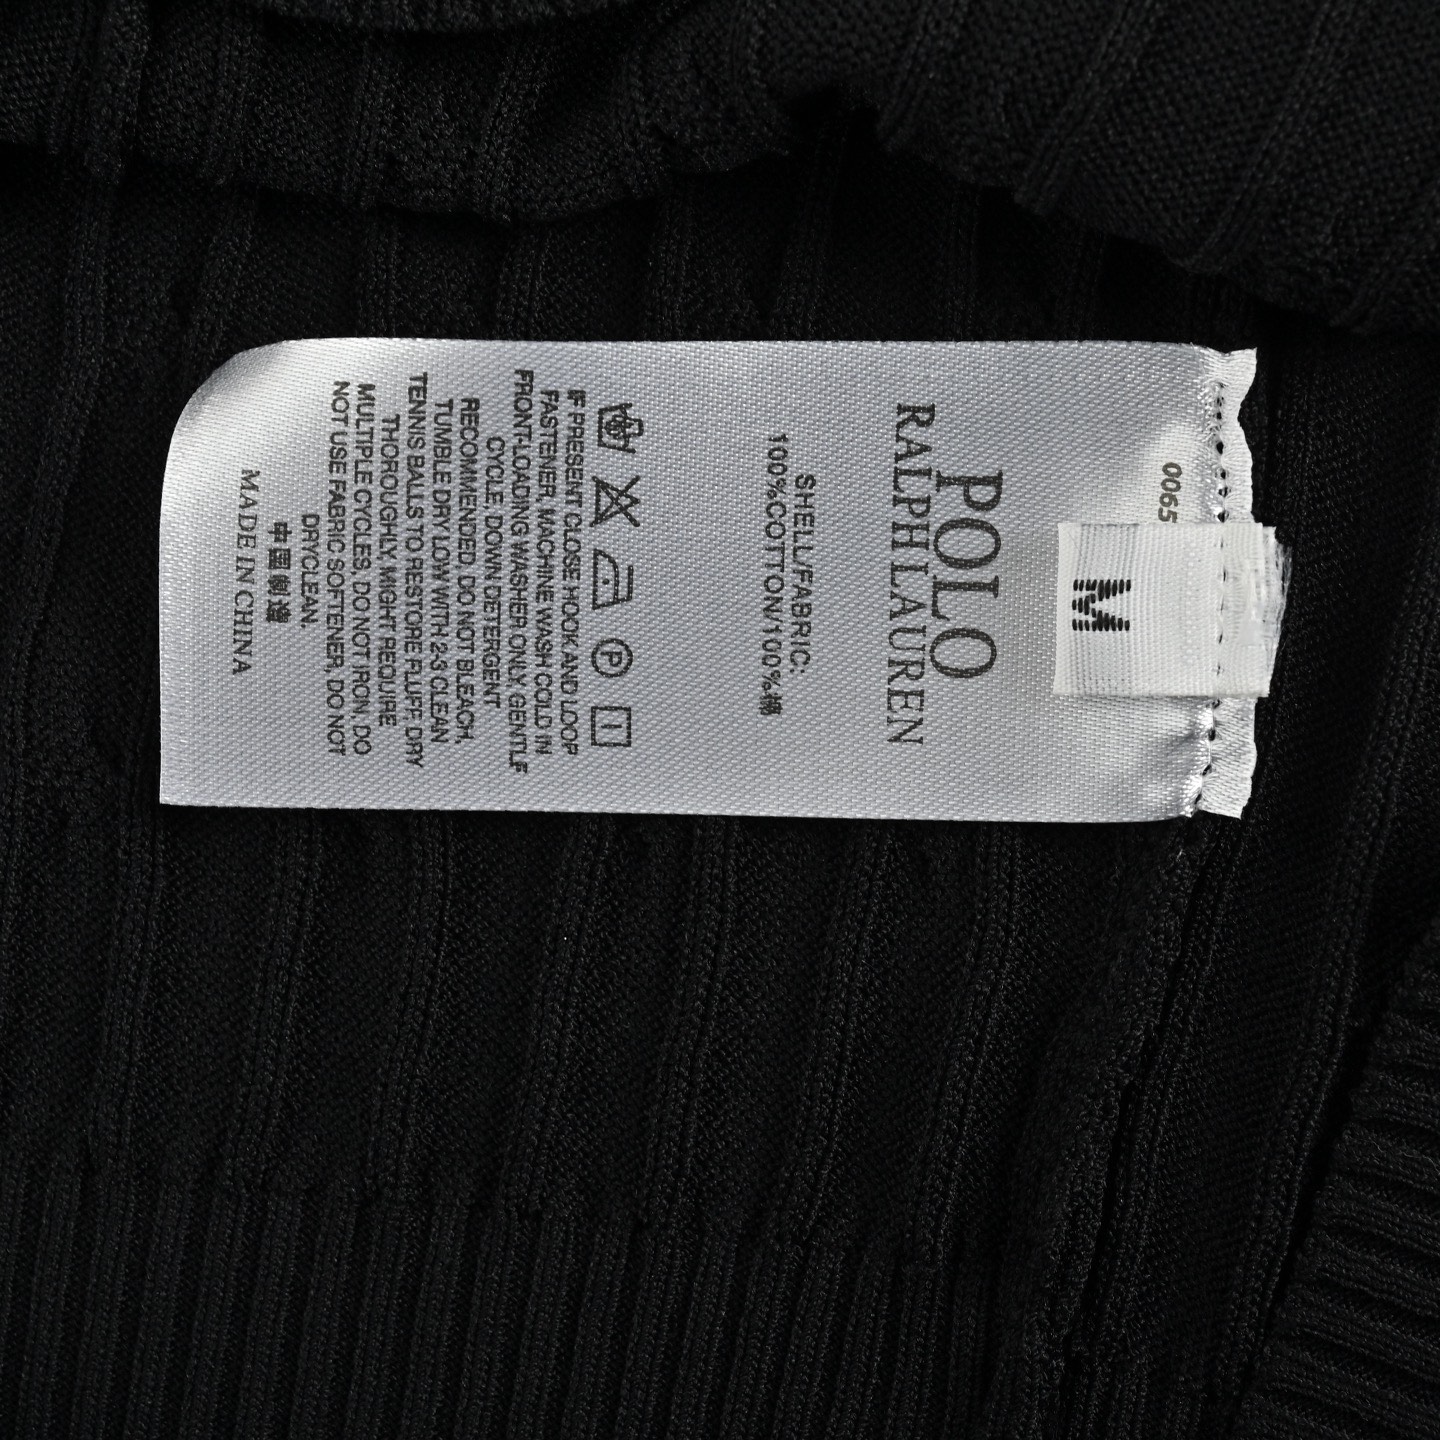 0065
M
POLO
RALPH LAUREN
SHELL/FABRIC:
100%COTTON/100%棉
IF PRESENT CLOSE HOOK AND LOOP
FASTENER, MACHINE WASH COLD IN
FRONT-LOADING WASHER ONLY, GENTLE
CYCLE. DOWN DETERGENT
RECOMMENDED, DO NOT BLEACH,
TUMBLE DRY LOW WITH 2-3 CLEAN
TENNIS BALLS TO RESTORE FLUFF. DRY
THOROUGHLY, MIGHT REQUIRE
MULTIPLE CYCLES. DO NOT IRON. DO
NOT USE FABRIC SOFTENER. DO NOT
DRYCLEAN.
中国制造
MADE IN CHINA